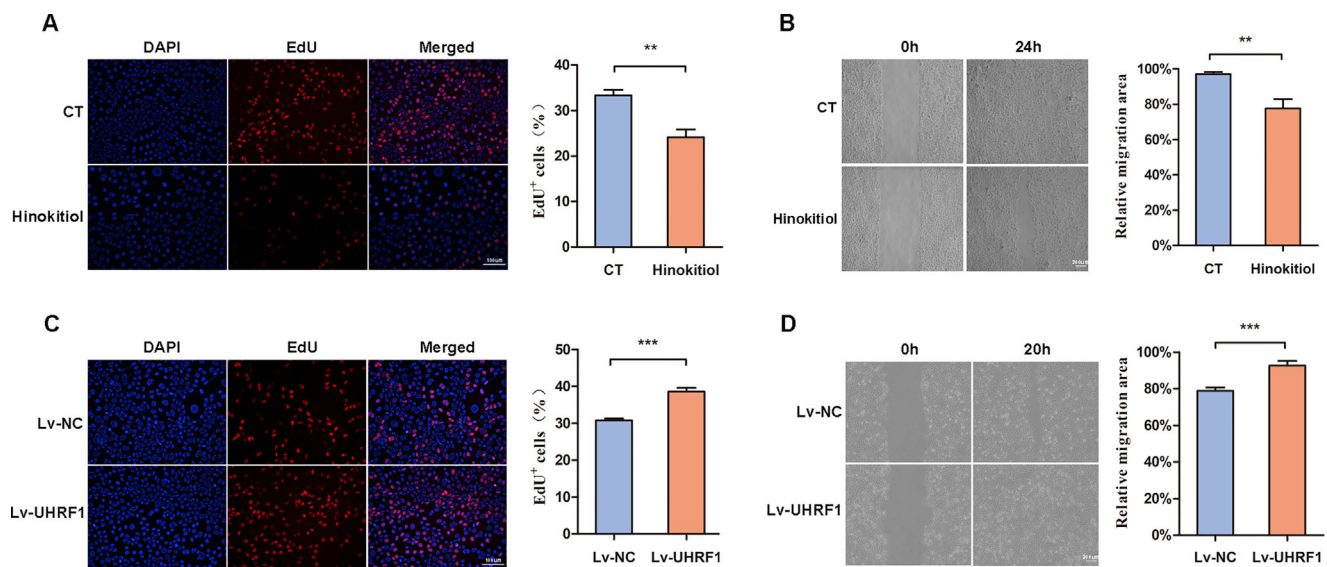 A
DAPI EdU Merged
CT
Hinokitiol
100μm
**
EdU+ cells (%)
40
30
20
10
0
CT Hinokitiol
B
0h 24h
CT
Hinokitiol
**
Relative migration area
100%
80%
60%
40%
20%
0%
CT Hinokitiol
C
DAPI EdU Merged
Lv-NC
Lv-UHRF1
100μm
***
EdU+ cells (%)
50
40
30
20
10
0
Lv-NC Lv-UHRF1
D
0h 20h
Lv-NC
Lv-UHRF1
***
Relative migration area
100%
80%
60%
40%
20%
0%
Lv-NC Lv-UHRF1